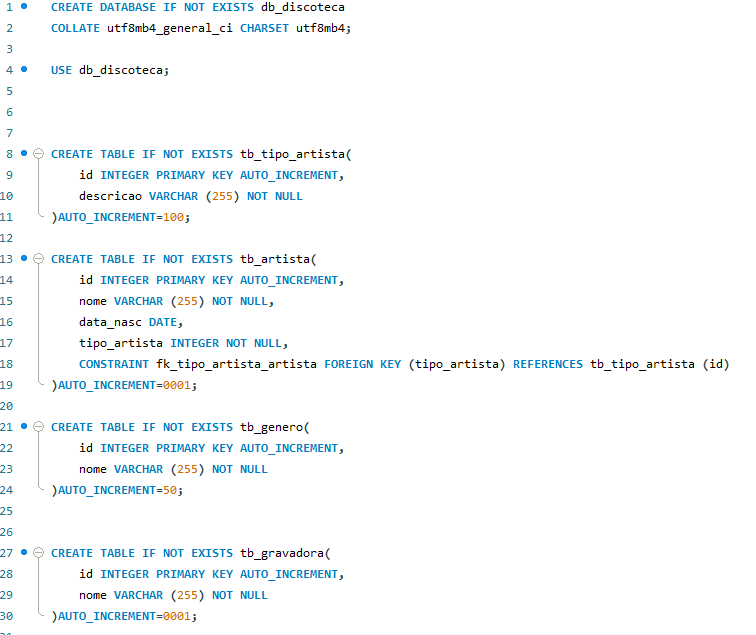 1 CREATE DATABASE IF NOT EXISTS db_discoteca
2 COLLATE utf8mb4_general_ci CHARSET utf8mb4;
3
4 USE db_discoteca;
5
6
7
8 CREATE TABLE IF NOT EXISTS tb_tipo_artista(
9 id INTEGER PRIMARY KEY AUTO_INCREMENT,
10 descricao VARCHAR (255) NOT NULL
11 )AUTO_INCREMENT=100;
12
13 CREATE TABLE IF NOT EXISTS tb_artista(
14 id INTEGER PRIMARY KEY AUTO_INCREMENT,
15 nome VARCHAR (255) NOT NULL,
16 data_nasc DATE,
17 tipo_artista INTEGER NOT NULL,
18 CONSTRAINT fk_tipo_artista_artista FOREIGN KEY (tipo_artista) REFERENCES tb_tipo_artista (id)
19 )AUTO_INCREMENT=0001;
20
21 CREATE TABLE IF NOT EXISTS tb_genero(
22 id INTEGER PRIMARY KEY AUTO_INCREMENT,
23 nome VARCHAR (255) NOT NULL
24 )AUTO_INCREMENT=50;
25
26
27 CREATE TABLE IF NOT EXISTS tb_gravadora(
28 id INTEGER PRIMARY KEY AUTO_INCREMENT,
29 nome VARCHAR (255) NOT NULL
30 )AUTO_INCREMENT=0001;